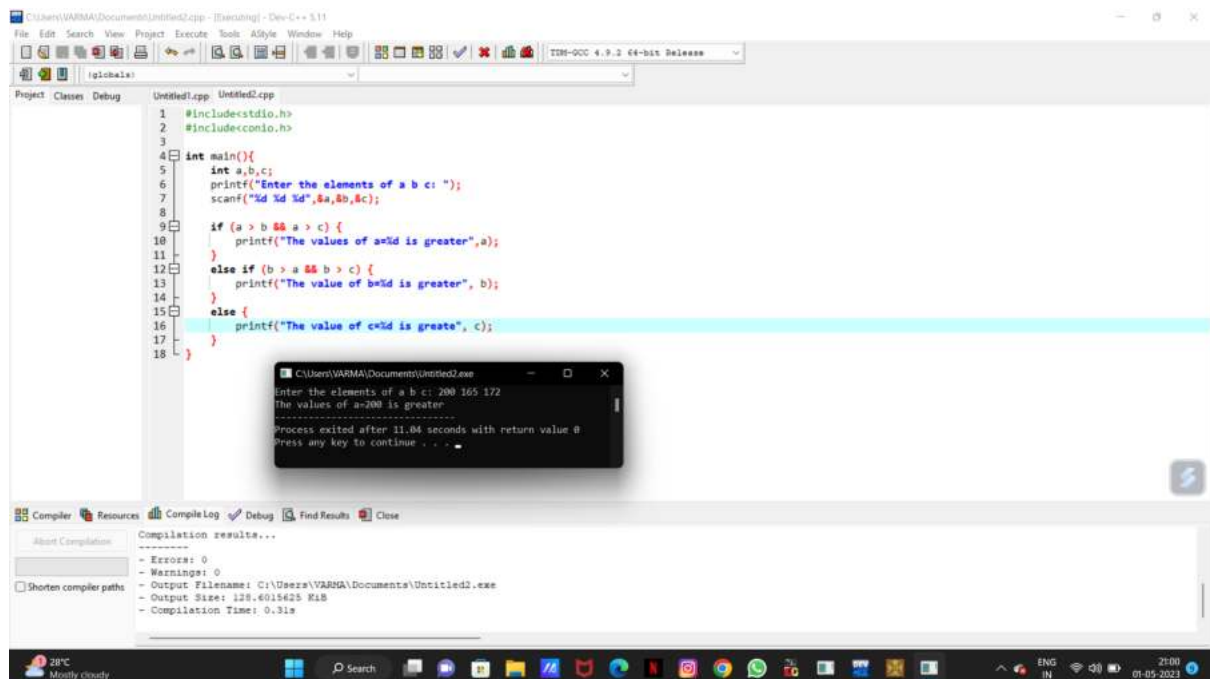 C:\Users\VARMA\Documents\Untitled2.cpp - [Executing] - Dev-C++ 5.11
File Edit Search View Project Execute Tools AStyle Window Help
TDM-GCC 4.9.2 64-bit Release
(globals)
Project Classes Debug
Untitled1.cpp Untitled2.cpp
1 #include<stdio.h>
2 #include<conio.h>
3
4 int main(){
5 int a,b,c;
6 printf("Enter the elements of a b c: ");
7 scanf("%d %d %d",&a,&b,&c);
8
9 if (a > b && a > c) {
10 printf("The values of a=%d is greater",a);
11 }
12 else if (b > a && b > c) {
13 printf("The value of b=%d is greater", b);
14 }
15 else {
16 printf("The value of c=%d is greate", c);
17 }
18 }
C:\Users\VARMA\Documents\Untitled2.exe
Enter the elements of a b c: 200 165 172
The values of a=200 is greater
--------------------------------
Process exited after 11.04 seconds with return value 0
Press any key to continue . . .
Compiler Resources Compile Log Debug Find Results Close
Abort Compilation
Shorten compiler paths
Compilation results...
--------
- Errors: 0
- Warnings: 0
- Output Filename: C:\Users\VARMA\Documents\Untitled2.exe
- Output Size: 128.6015625 KiB
- Compilation Time: 0.31s
28°C
Mostly cloudy
Search
ENG
IN
21:00
01-05-2023